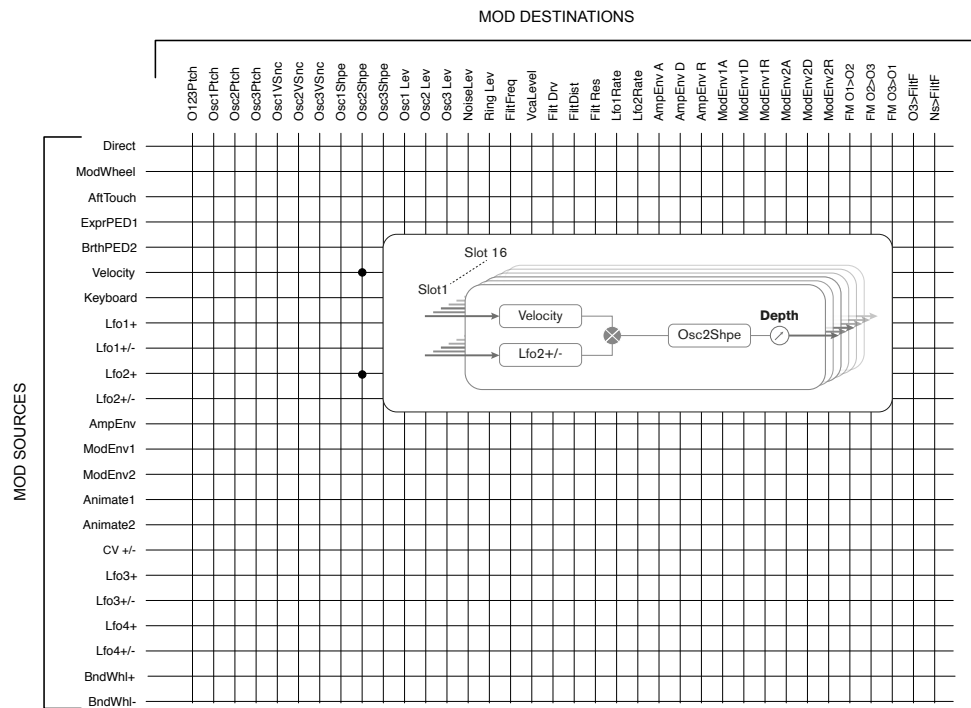 MOD DESTINATIONS
O123Ptch
Osc1Ptch
Osc2Ptch
Osc3Ptch
Osc1VSnc
Osc2VSnc
Osc3VSnc
Osc1Shpe
Osc2Shpe
Osc3Shpe
Osc1 Lev
Osc2 Lev
Osc3 Lev
NoiseLev
Ring Lev
FiltFreq
VcaLevel
Filt Drv
FiltDist
Filt Res
Lfo1Rate
Lfo2Rate
AmpEnv A
AmpEnv D
AmpEnv R
ModEnv1A
ModEnv1D
ModEnv1R
ModEnv2A
ModEnv2D
ModEnv2R
FM O1>O2
FM O2>O3
FM O3>O1
O3>FiltF
Ns>FiltF
MOD SOURCES
Direct
ModWheel
AftTouch
ExprPED1
BrthPED2
Velocity
Keyboard
Lfo1+
Lfo1+/-
Lfo2+
Lfo2+/-
AmpEnv
ModEnv1
ModEnv2
Animate1
Animate2
CV +/-
Lfo3+
Lfo3+/-
Lfo4+
Lfo4+/-
BndWhl+
BndWhl-
Slot 16
Slot1
Velocity
Lfo2+/-
Osc2Shpe
Depth